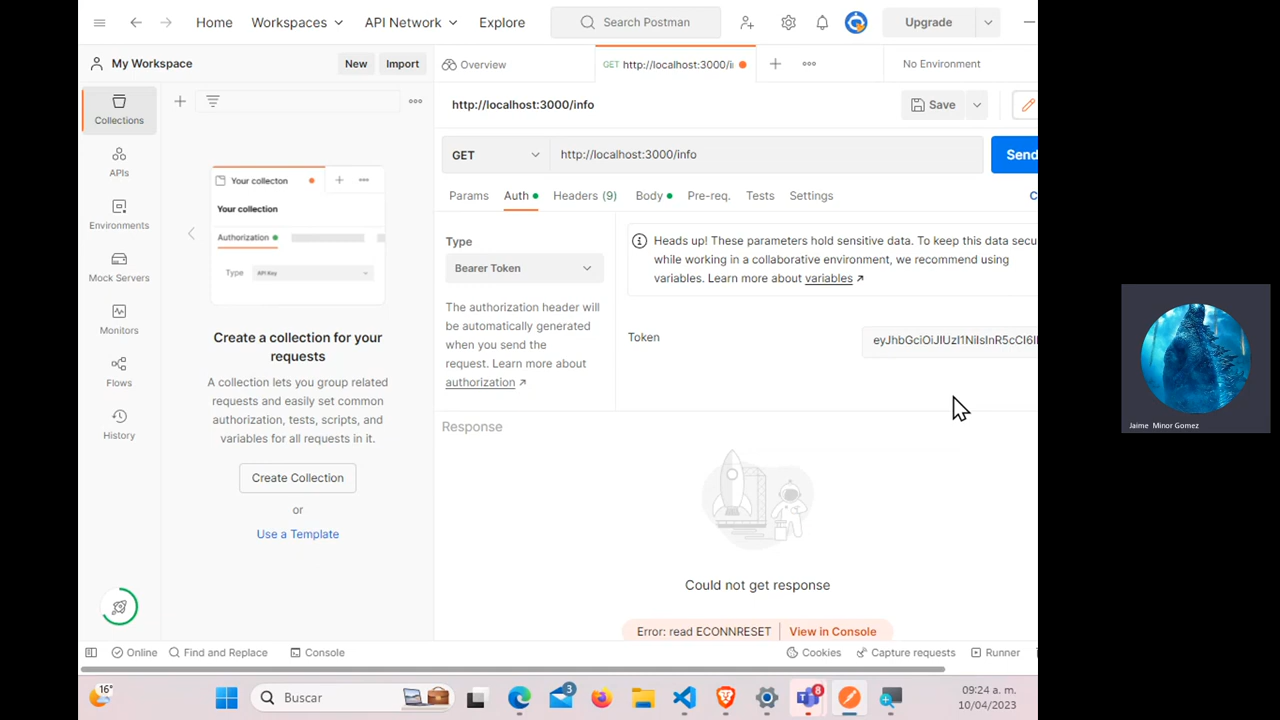 Home
Workspaces
API Network
Explore
Search Postman
Upgrade
My Workspace
New
Import
Overview
GET http://localhost:3000/i
No Environment
Collections
APIs
Environments
Mock Servers
Monitors
Flows
History
Your collecton
Your collection
Authorization
Type
API Key
Create a collection for your
requests
A collection lets you group related
requests and easily set common
authorization, tests, scripts, and
variables for all requests in it.
Create Collection
or
Use a Template
http://localhost:3000/info
Save
GET
http://localhost:3000/info
Send
Params
Auth
Headers (9)
Body
Pre-req.
Tests
Settings
C
Type
Bearer Token
The authorization header will
be automatically generated
when you send the
request. Learn more about
authorization ↗
Heads up! These parameters hold sensitive data. To keep this data secu
while working in a collaborative environment, we recommend using
variables. Learn more about variables ↗
Token
Response
Could not get response
Error: read ECONNRESET
View in Console
Online
Find and Replace
Console
Cookies
Capture requests
Runner
16°
Buscar
3
8
09:24 a. m.
10/04/2023
Jaime Minor Gomez